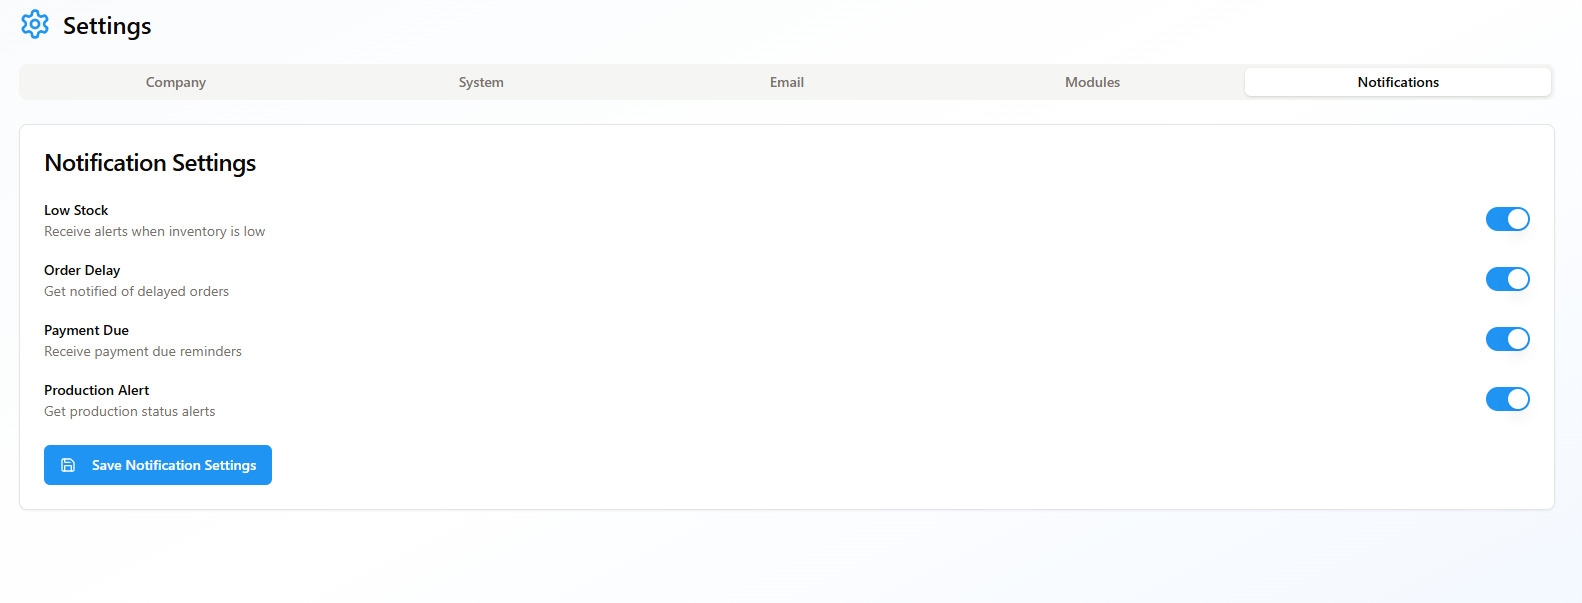 Settings
Company
System
Email
Modules
Notifications
Notification Settings
Low Stock
Receive alerts when inventory is low
Order Delay
Get notified of delayed orders
Payment Due
Receive payment due reminders
Production Alert
Get production status alerts
Save Notification Settings